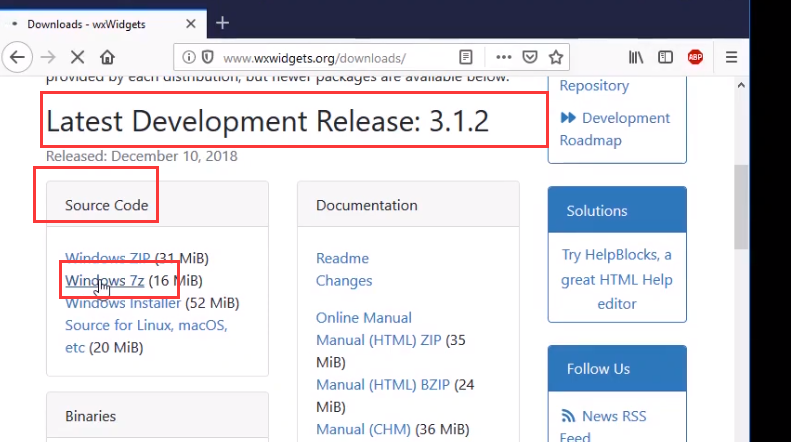 Downloads - wxWidgets
www.wxwidgets.org/downloads/
ABP
provided by each distribution, but newer packages are available below.
Latest Development Release: 3.1.2
Released: December 10, 2018
Source Code
Windows ZIP (31 MiB)
Windows 7z (16 MiB)
Windows Installer (52 MiB)
Source for Linux, macOS,
etc (20 MiB)
Binaries
Documentation
Readme
Changes
Online Manual
Manual (HTML) ZIP (35
MiB)
Manual (HTML) BZIP (24
MiB)
Manual (CHM) (36 MiB)
Repository
Development
Roadmap
Solutions
Try HelpBlocks, a
great HTML Help
editor
Follow Us
News RSS
Feed